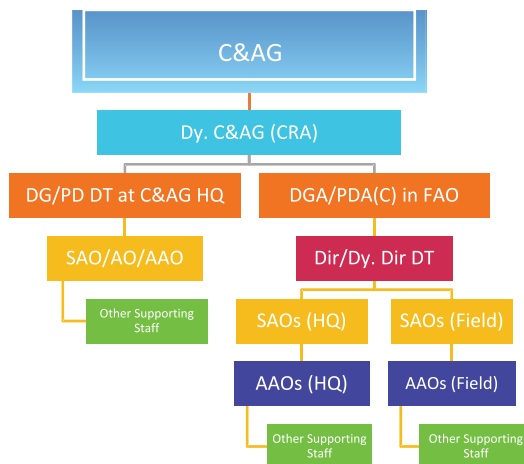 C&AG
Dy. C&AG (CRA)
DG/PD DT at C&AG HQ
DGA/PDA(C) in FAO
SAO/AO/AAO
Dir/Dy. Dir DT
Other Supporting
Staff
SAOs (HQ)
SAOs (Field)
AAOs (HQ)
AAOs (Field)
Other Supporting
Staff
Other Supporting
Staff